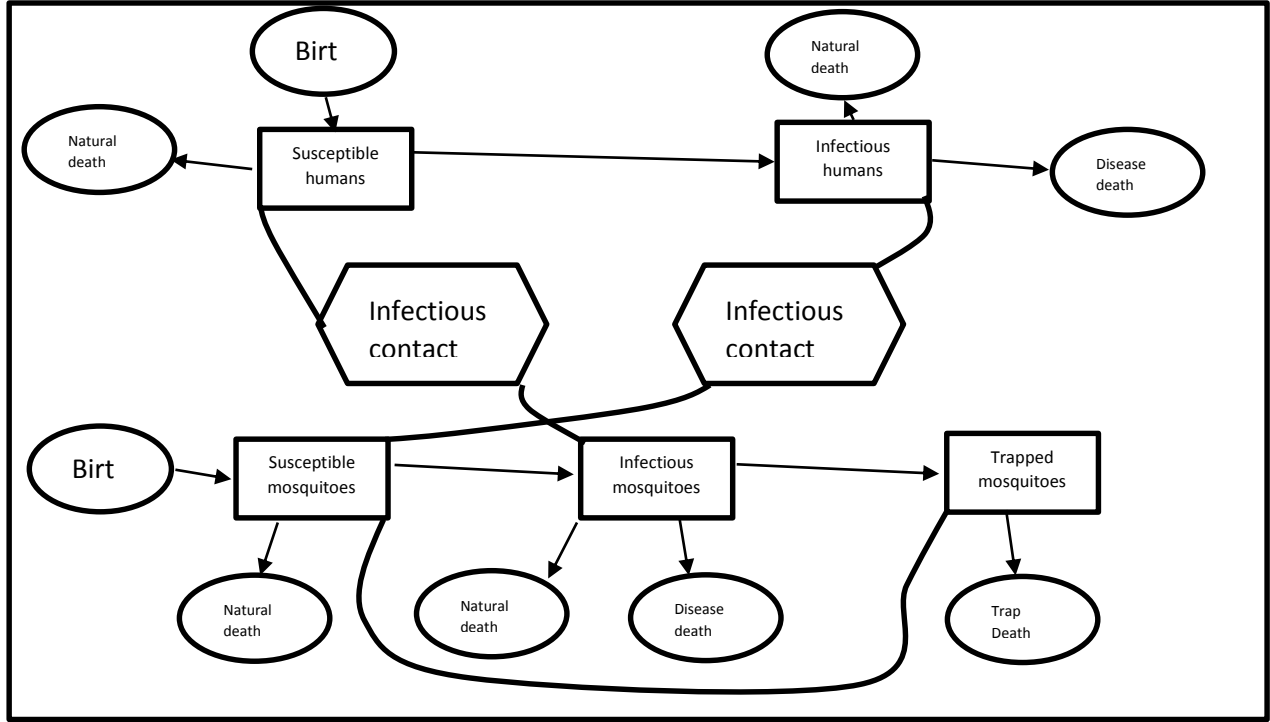 Birt
Natural
death
Natural
death
Susceptible
humans
Infectious
humans
Disease
death
Infectious
contact
Infectious
contact
Birt
Susceptible
mosquitoes
Infectious
mosquitoes
Trapped
mosquitoes
Natural
death
Natural
death
Disease
death
Trap
Death